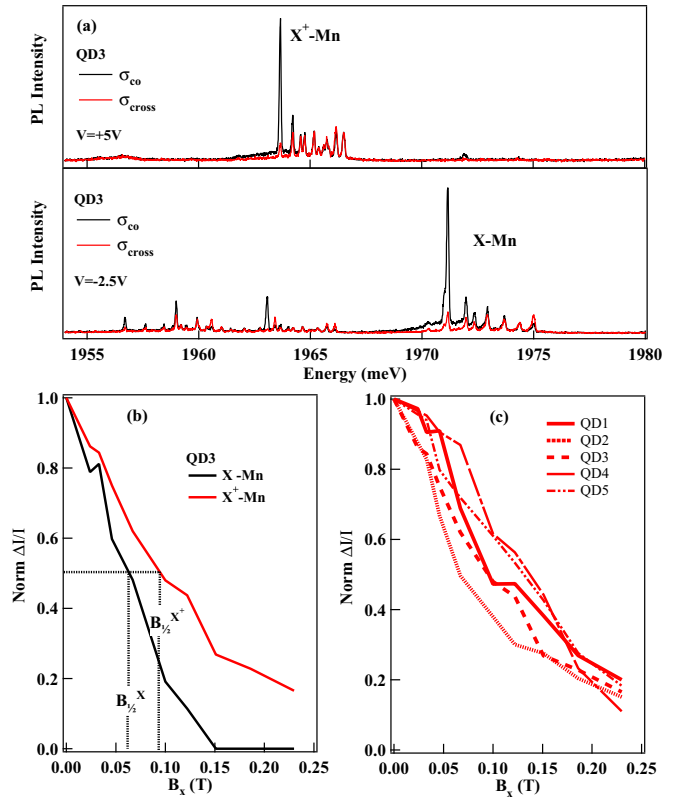 (a)
X⁺-Mn
QD3
σco
σcross
V=+5V
PL Intensity
QD3
σco
σcross
V=-2.5V
X-Mn
PL Intensity
1955 1960 1965 1970 1975 1980
Energy (meV)
(b)
QD3
X -Mn
X⁺-Mn
B½^X⁺
B½^X
Norm ΔI/I
1.0
0.8
0.6
0.4
0.2
0.0
0.00 0.05 0.10 0.15 0.20 0.25
Bx (T)
(c)
QD1
QD2
QD3
QD4
QD5
Norm ΔI/I
1.0
0.8
0.6
0.4
0.2
0.0
0.00 0.05 0.10 0.15 0.20 0.25
Bx (T)